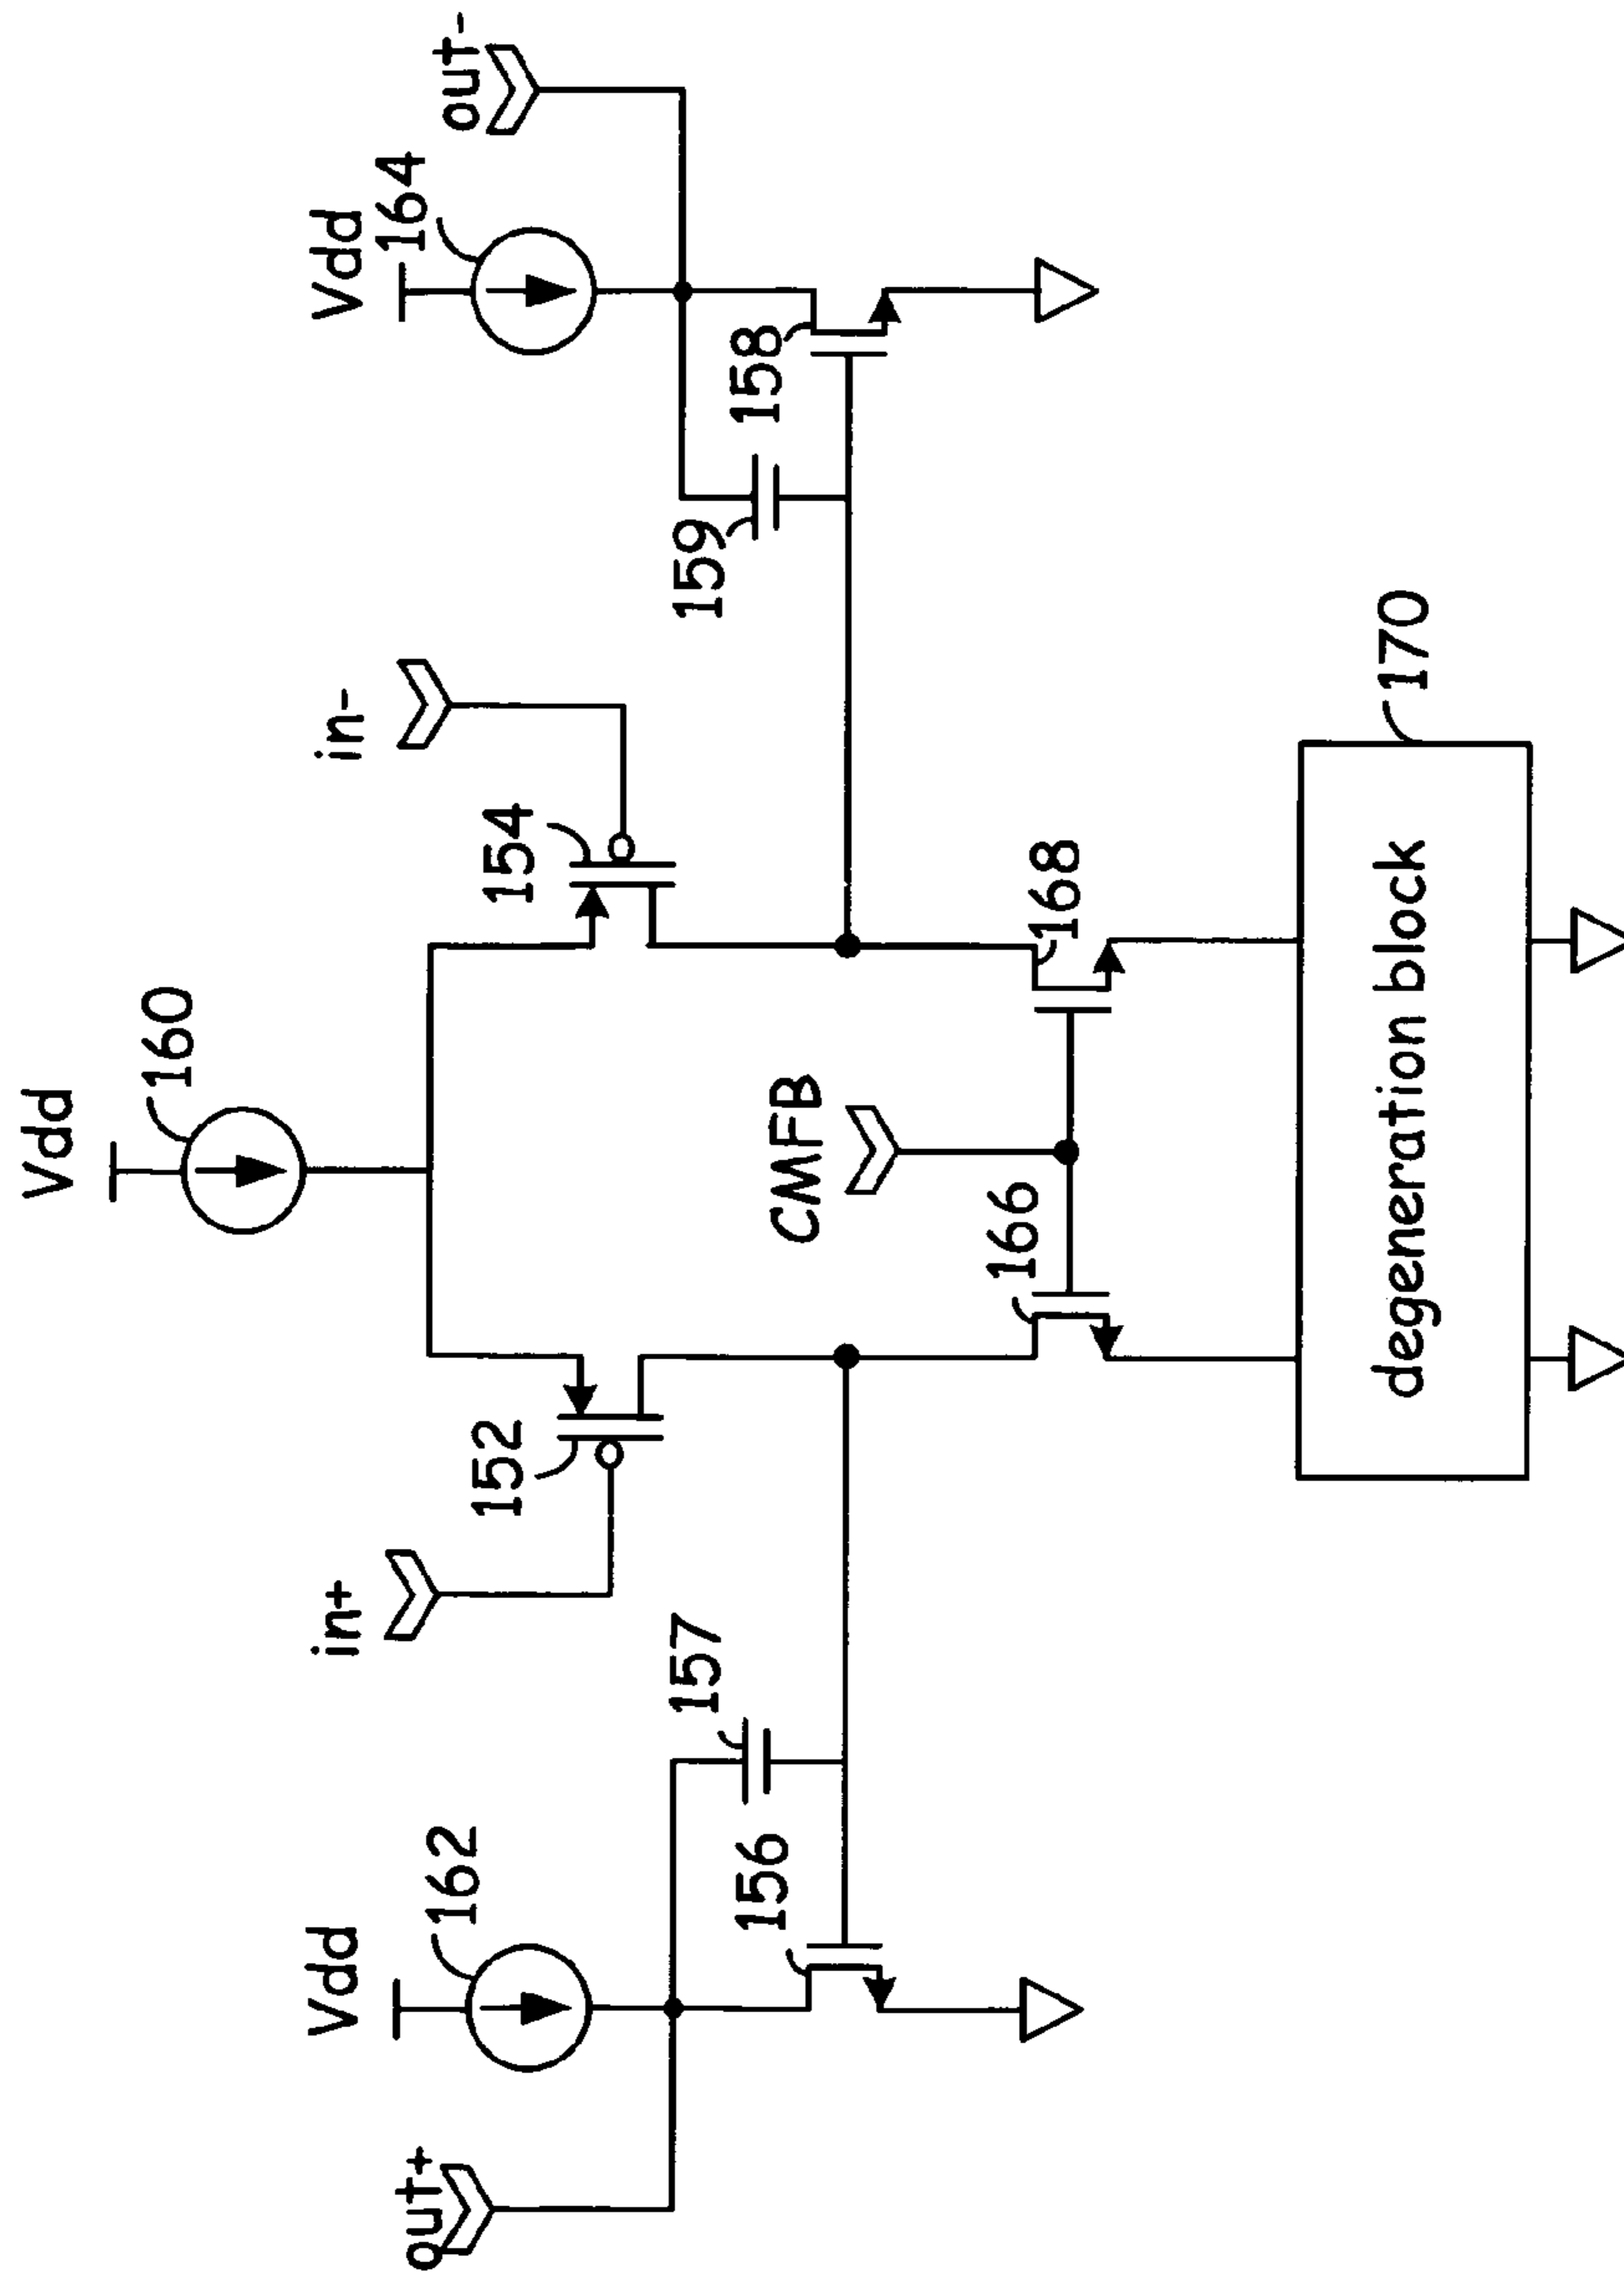 Vdd
160
Vdd
162
out+
in+
152
in-
154
Vdd
164
out-
157
156
159
158
CMFB
166
168
degeneration block
170